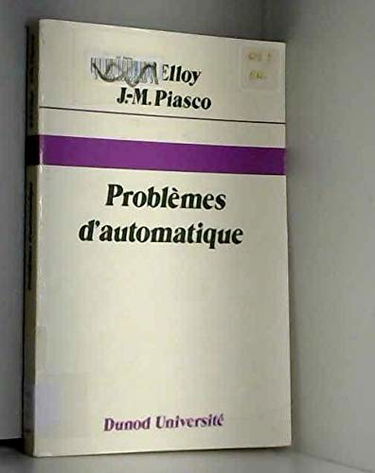 Elloy
J.-M. Piasco
Problèmes
d'automatique
Dunod Université